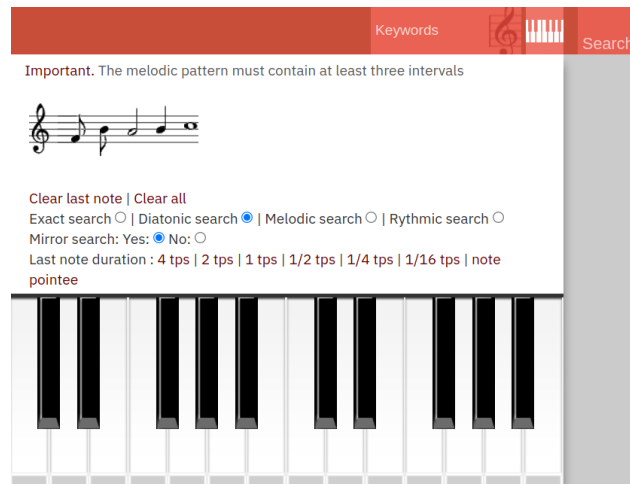 Keywords
Search
Important. The melodic pattern must contain at least three intervals
Clear last note | Clear all
Exact search | Diatonic search | Melodic search | Rythmic search
Mirror search: Yes: No:
Last note duration : 4 tps | 2 tps | 1 tps | 1/2 tps | 1/4 tps | 1/16 tps | note
pointee